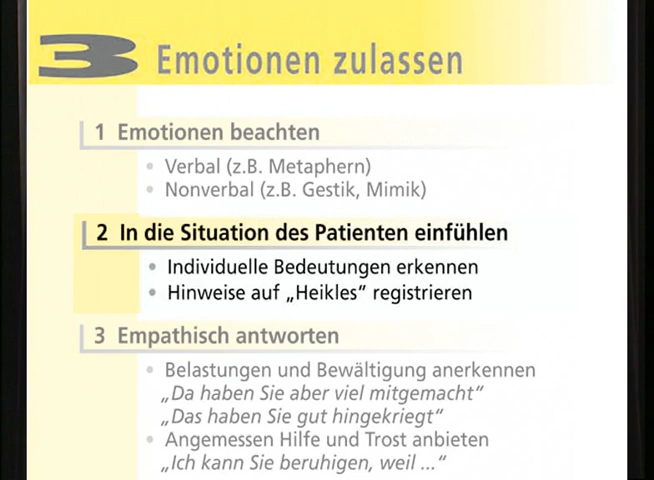 3 Emotionen zulassen
1 Emotionen beachten
• Verbal (z.B. Metaphern)
• Nonverbal (z.B. Gestik, Mimik)
2 In die Situation des Patienten einfühlen
• Individuelle Bedeutungen erkennen
• Hinweise auf „Heikles“ registrieren
3 Empathisch antworten
• Belastungen und Bewältigung anerkennen
„Da haben Sie aber viel mitgemacht“
„Das haben Sie gut hingekriegt“
• Angemessen Hilfe und Trost anbieten
„Ich kann Sie beruhigen, weil ...“